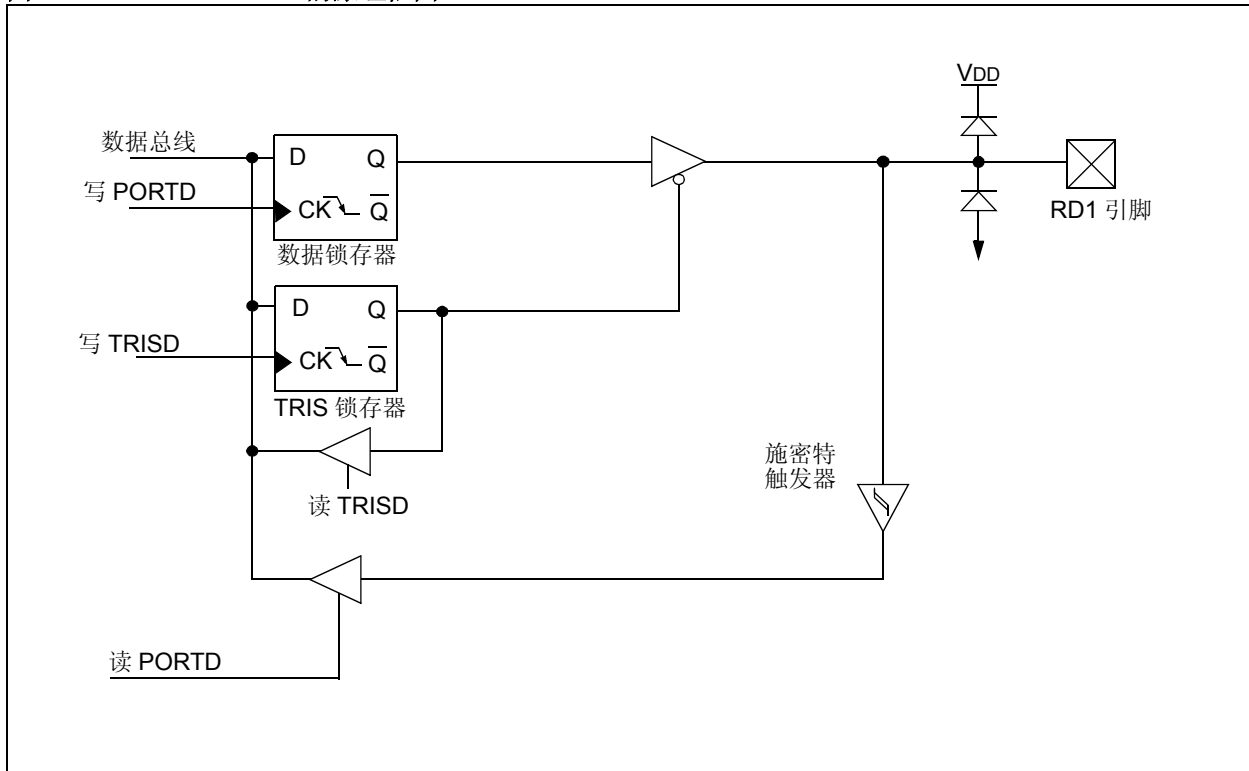 VDD
数据总线
D Q
写 PORTD
CK Q
RD1 引脚
数据锁存器
D Q
写 TRISD
CK Q
TRIS 锁存器
施密特
触发器
读 TRISD
读 PORTD